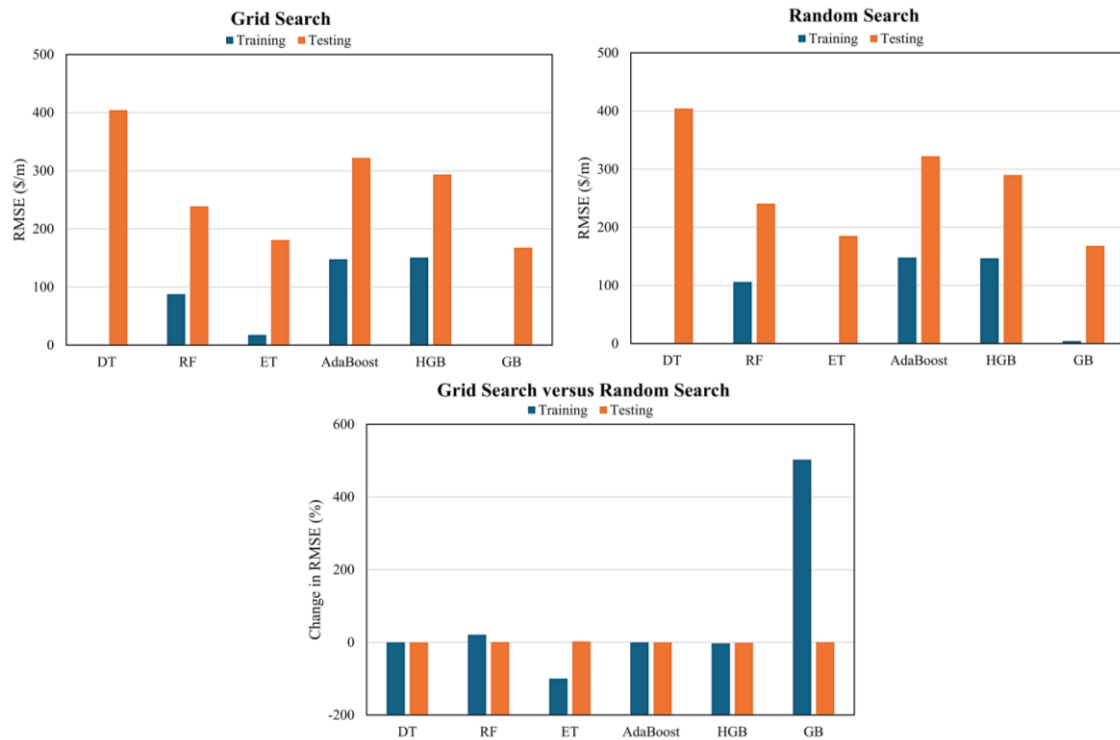 Grid Search
Training Testing
500
400
300
200
100
0
RMSE ($/m)
DT RF ET AdaBoost HGB GB
Random Search
Training Testing
500
400
300
200
100
0
RMSE ($/m)
DT RF ET AdaBoost HGB GB
Grid Search versus Random Search
Training Testing
600
400
200
0
-200
Change in RMSE (%)
DT RF ET AdaBoost HGB GB